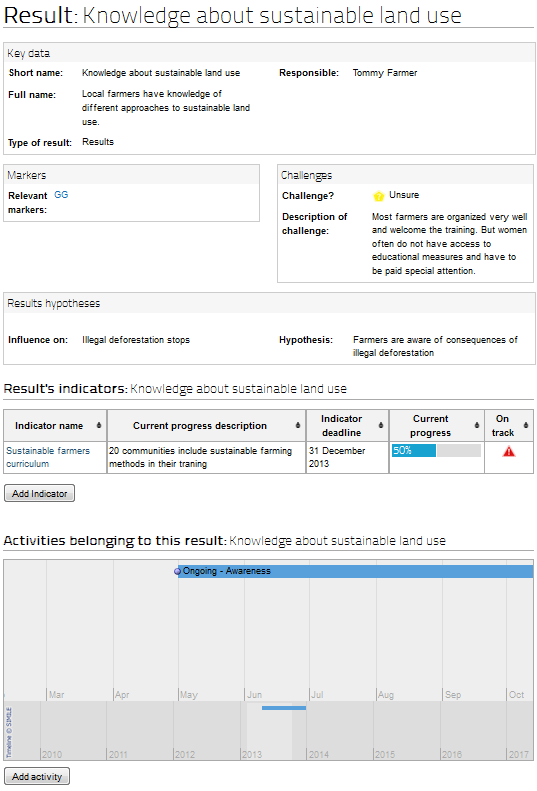 Result: Knowledge about sustainable land use
Key data
Short name: Knowledge about sustainable land use Responsible: Tommy Farmer
Full name: Local farmers have knowledge of
different approaches to sustainable land
use.
Type of result: Results
Markers
Relevant GG
markers:
Challenges
Challenge? ? Unsure
Description of Most farmers are organized very well
challenge: and welcome the training. But women
often do not have access to
educational measures and have to
be paid special attention.
Results hypotheses
Influence on: Illegal deforestation stops Hypothesis: Farmers are aware of consequences of
illegal deforestation
Result's indicators: Knowledge about sustainable land use
Indicator name Current progress description Indicator deadline Current progress On track
Sustainable farmers 20 communities include sustainable farming 31 December 50%
curriculum methods in their traning 2013
Add Indicator
Activities belonging to this result: Knowledge about sustainable land use
Ongoing - Awareness
Mar Apr May Jun Jul Aug Sep Oct
Timeline © SIMILE
2010 2011 2012 2013 2014 2015 2016 2017
Add activity